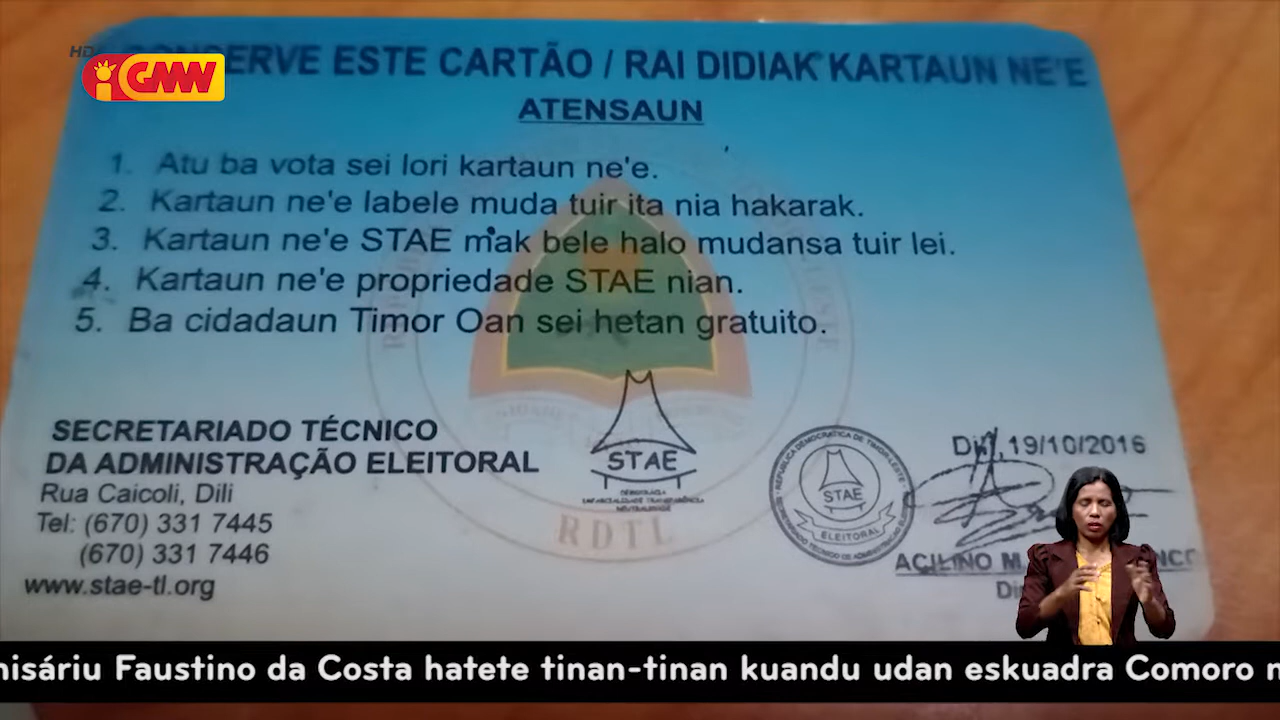 HD
GMN
ERVE ESTE CARTÃO / RAI DIDIAK KARTAUN NE'E
ATENSAUN
1. Atu ba vota sei lori kartaun ne'e.
2. Kartaun ne'e labele muda tuir ita nia hakarak.
3. Kartaun ne'e STAE mak bele halo mudansa tuir lei.
4. Kartaun ne'e propriedade STAE nian.
5. Ba cidadaun Timor Oan sei hetan gratuito.
SECRETARIADO TÉCNICO
DA ADMINISTRAÇÃO ELEITORAL
Rua Caicoli, Dili
Tel: (670) 331 7445
(670) 331 7446
www.stae-tl.org
STAE
RDTL
STAE
ELEITORAL
Dili, 19/10/2016
ACILINO M
misáriu Faustino da Costa hatete tinan-tinan kuandu udan eskuadra Comoro